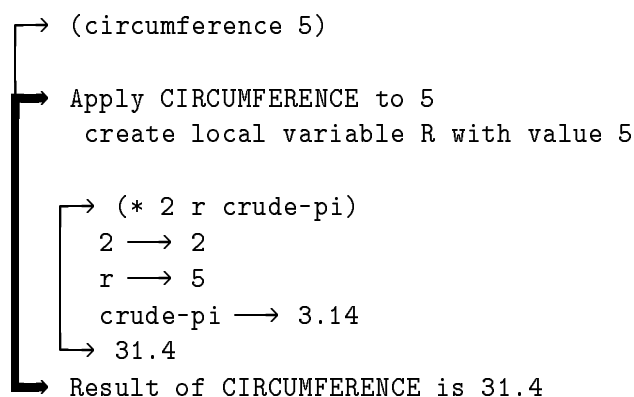 (circumference 5)
Apply CIRCUMFERENCE to 5
create local variable R with value 5
(* 2 r crude-pi)
2 → 2
r → 5
crude-pi → 3.14
31.4
Result of CIRCUMFERENCE is 31.4